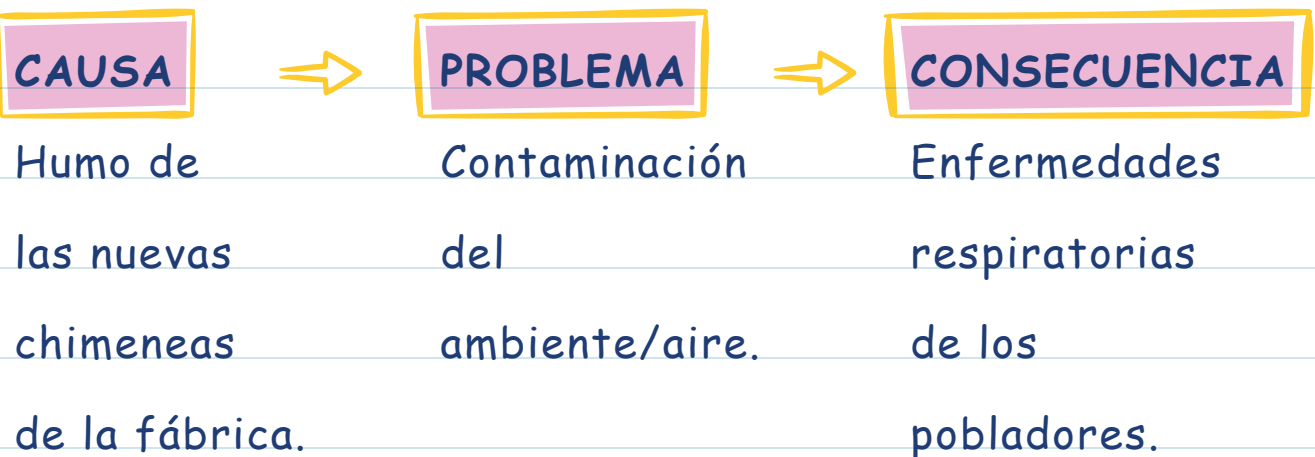 CAUSA
Humo de
las nuevas
chimeneas
de la fábrica.
PROBLEMA
Contaminación
del
ambiente/aire.
CONSECUENCIA
Enfermedades
respiratorias
de los
pobladores.